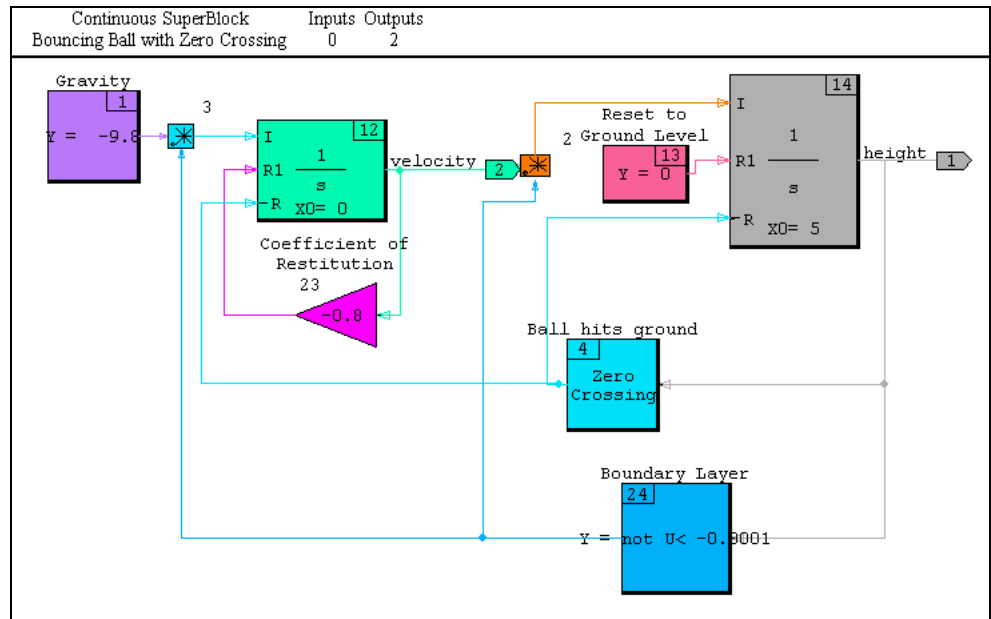 Continuous SuperBlock Inputs Outputs
Bouncing Ball with Zero Crossing 0 2
Gravity
1
Y = -9.8
3
12
I
R1
R
1
s
X0= 0
velocity
2
Coefficient of
Restitution
23
-0.8
2
Reset to
Ground Level
13
Y = 0
14
I
R1
R
1
s
X0= 5
height
1
Ball hits ground
4
Zero
Crossing
Boundary Layer
24
Y = not U< -0.0001